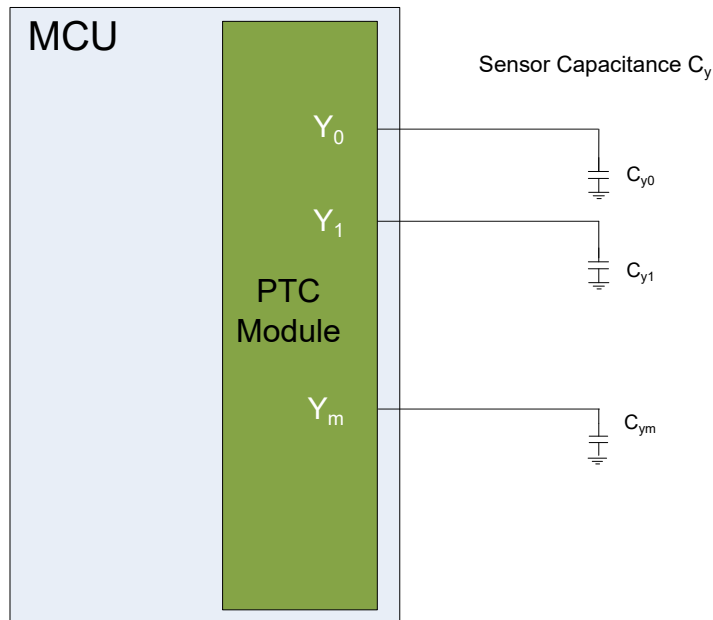 MCU
Sensor Capacitance Cy
Y0
Cy0
Y1
Cy1
PTC
Module
Ym
Cym